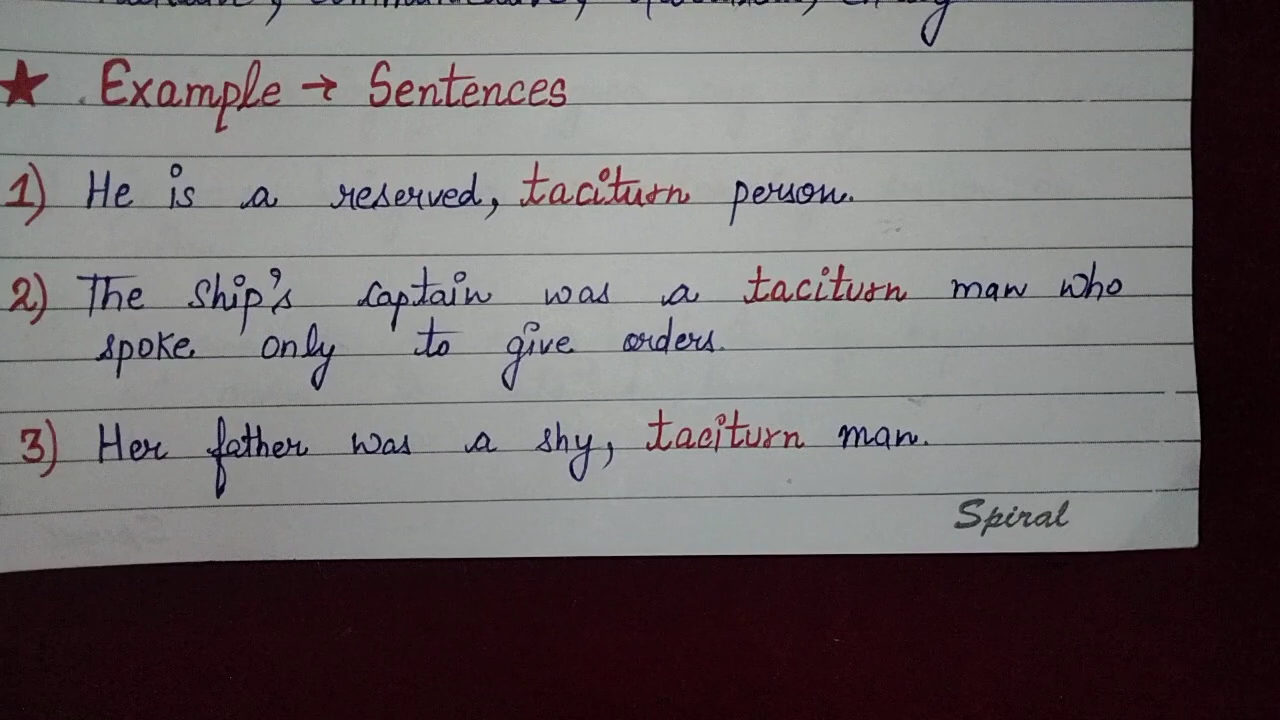 ★ Example → Sentences
1) He is a reserved, taciturn person.
2) The ship's captain was a taciturn man who
spoke only to give orders.
3) Her father was a shy, taciturn man.
Spiral